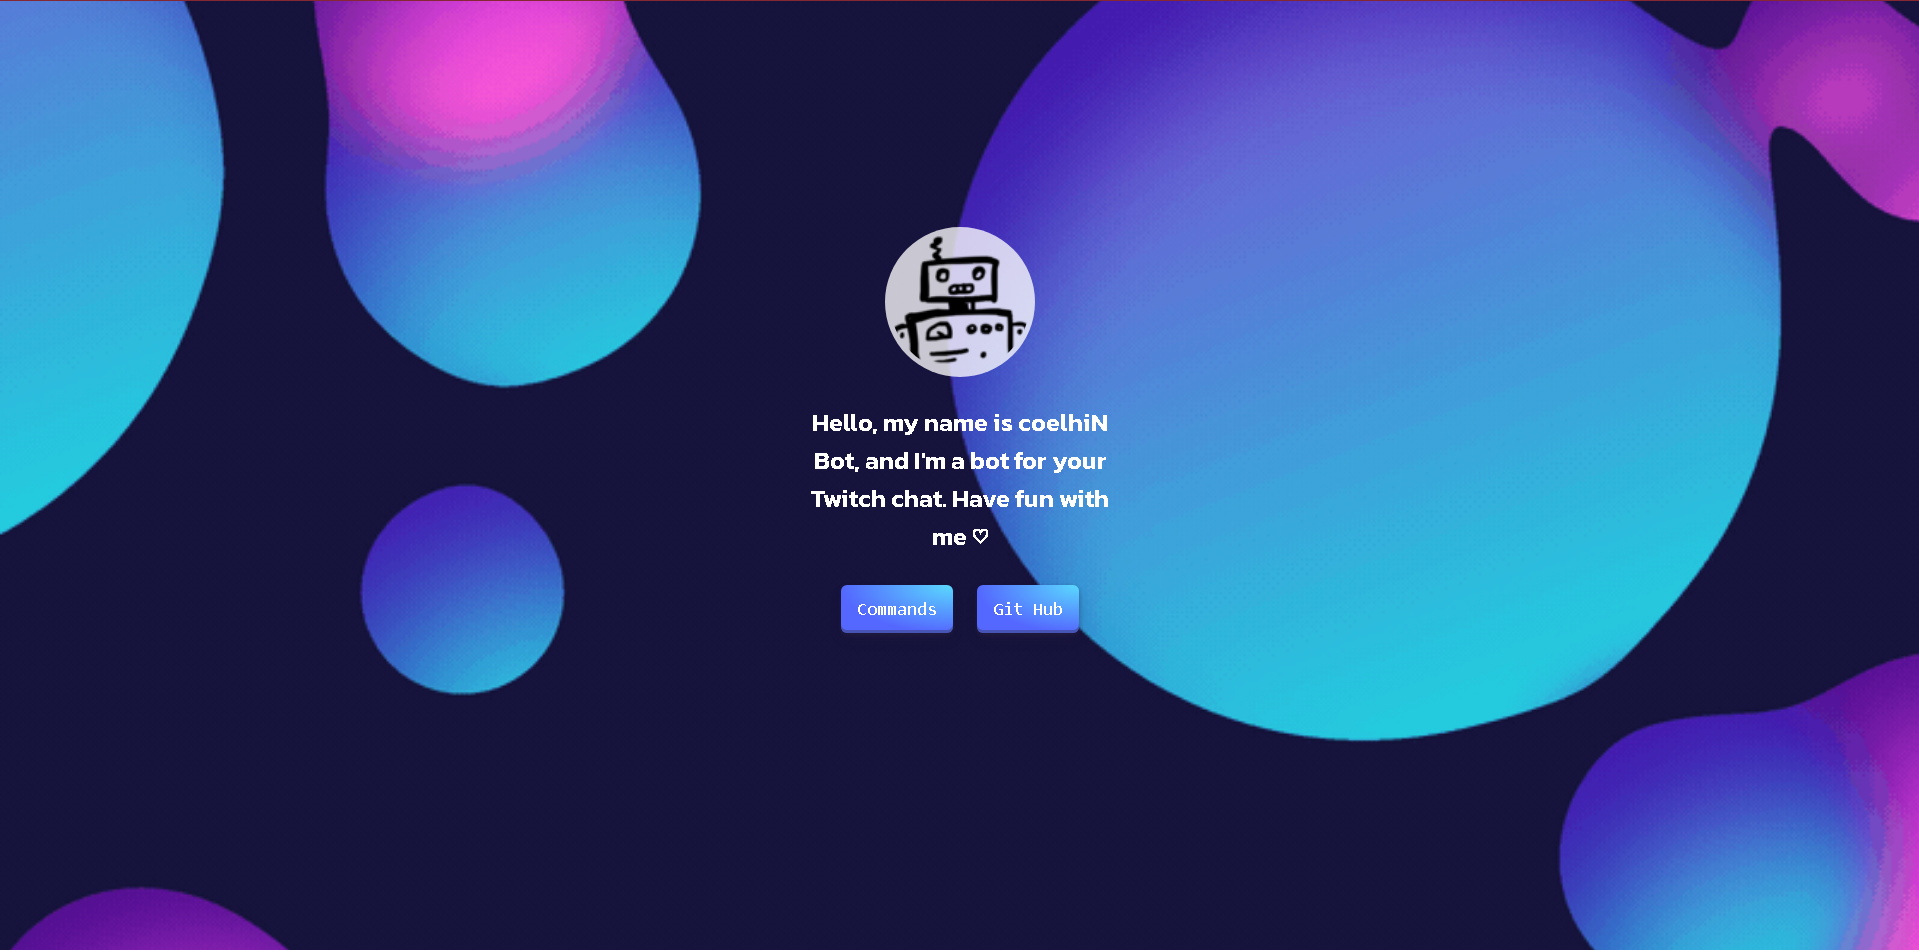 Hello, my name is coelhiN
Bot, and I'm a bot for your
Twitch chat. Have fun with
me ♡
Commands
Git Hub